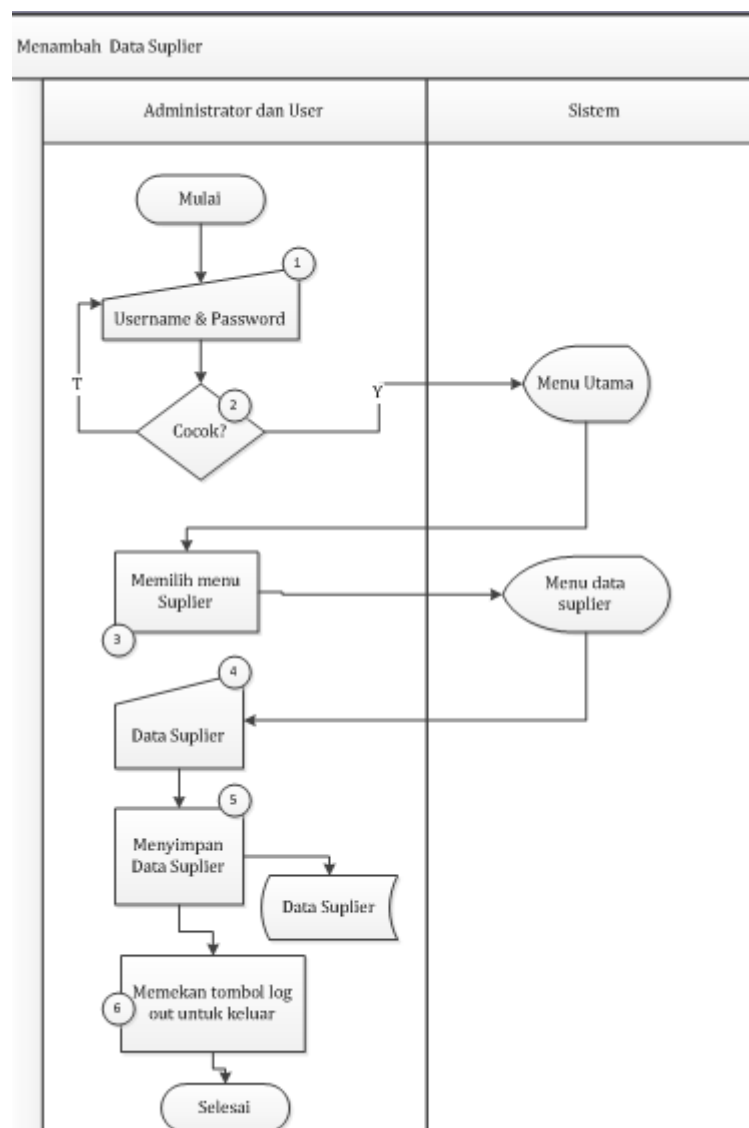 Menambah Data Suplier
Administrator dan User
Sistem
Mulai
1
Username & Password
T
2
Cocok?
Y
Menu Utama
Memilih menu
Suplier
3
Menu data
suplier
4
Data Suplier
5
Menyimpan
Data Suplier
Data Suplier
Memekan tombol log
out untuk keluar
6
Selesai